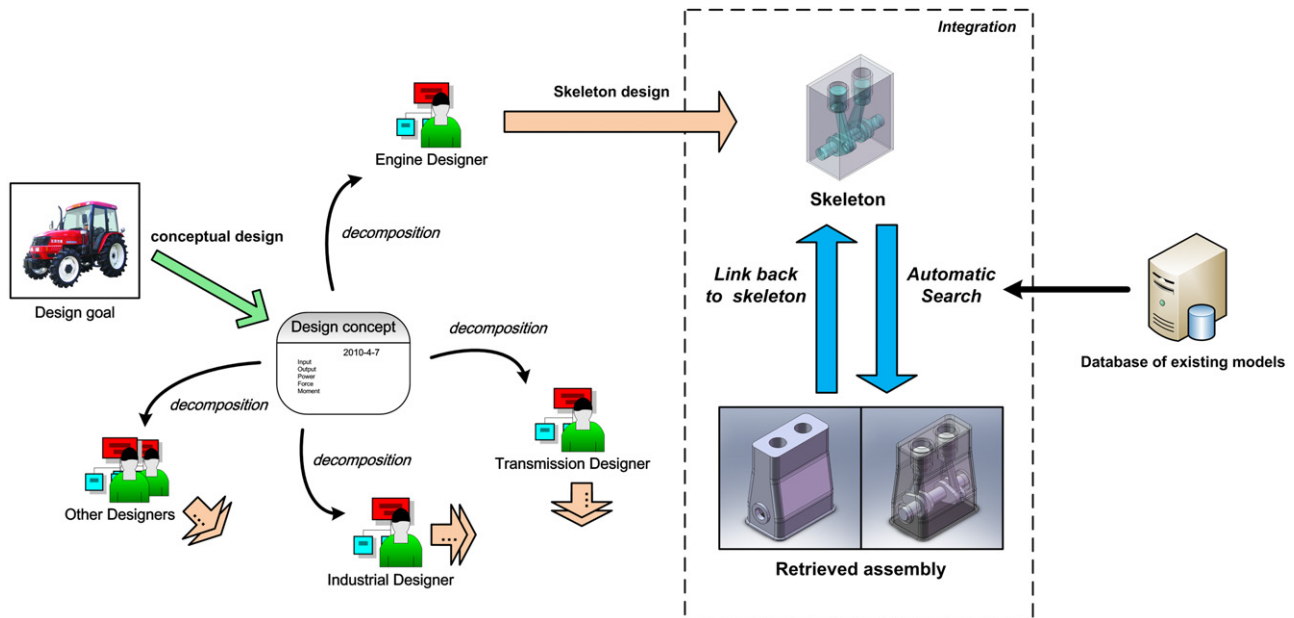 Integration
Skeleton design
Engine Designer
Skeleton
conceptual design
decomposition
Design goal
Link back
to skeleton
Automatic
Search
Database of existing models
Design concept
2010-4-7
Input
Output
Power
Force
Moment
decomposition
decomposition
decomposition
Transmission Designer
...
Other Designers
...
Industrial Designer
...
Retrieved assembly